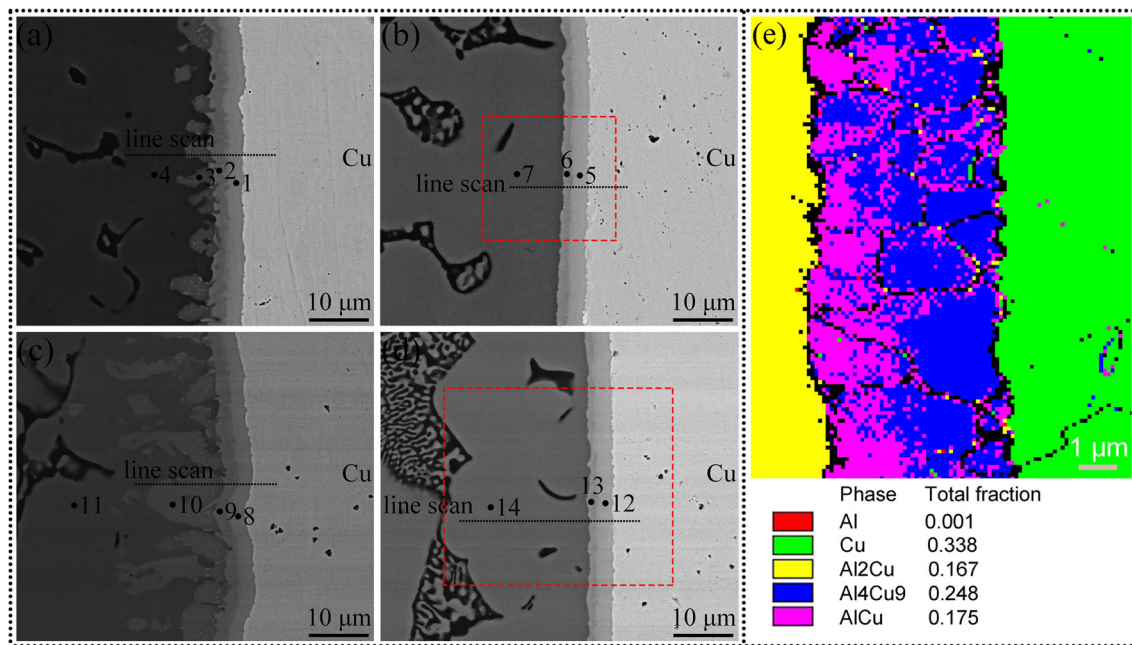 (a)
line scan
4
3
2
1
Cu
10 μm
(b)
7
6
5
line scan
Cu
10 μm
(c)
line scan
11
10
9
8
Cu
10 μm
(d)
13
12
14
line scan
Cu
10 μm
(e)
1 μm
Phase Total fraction
Al 0.001
Cu 0.338
Al2Cu 0.167
Al4Cu9 0.248
AlCu 0.175